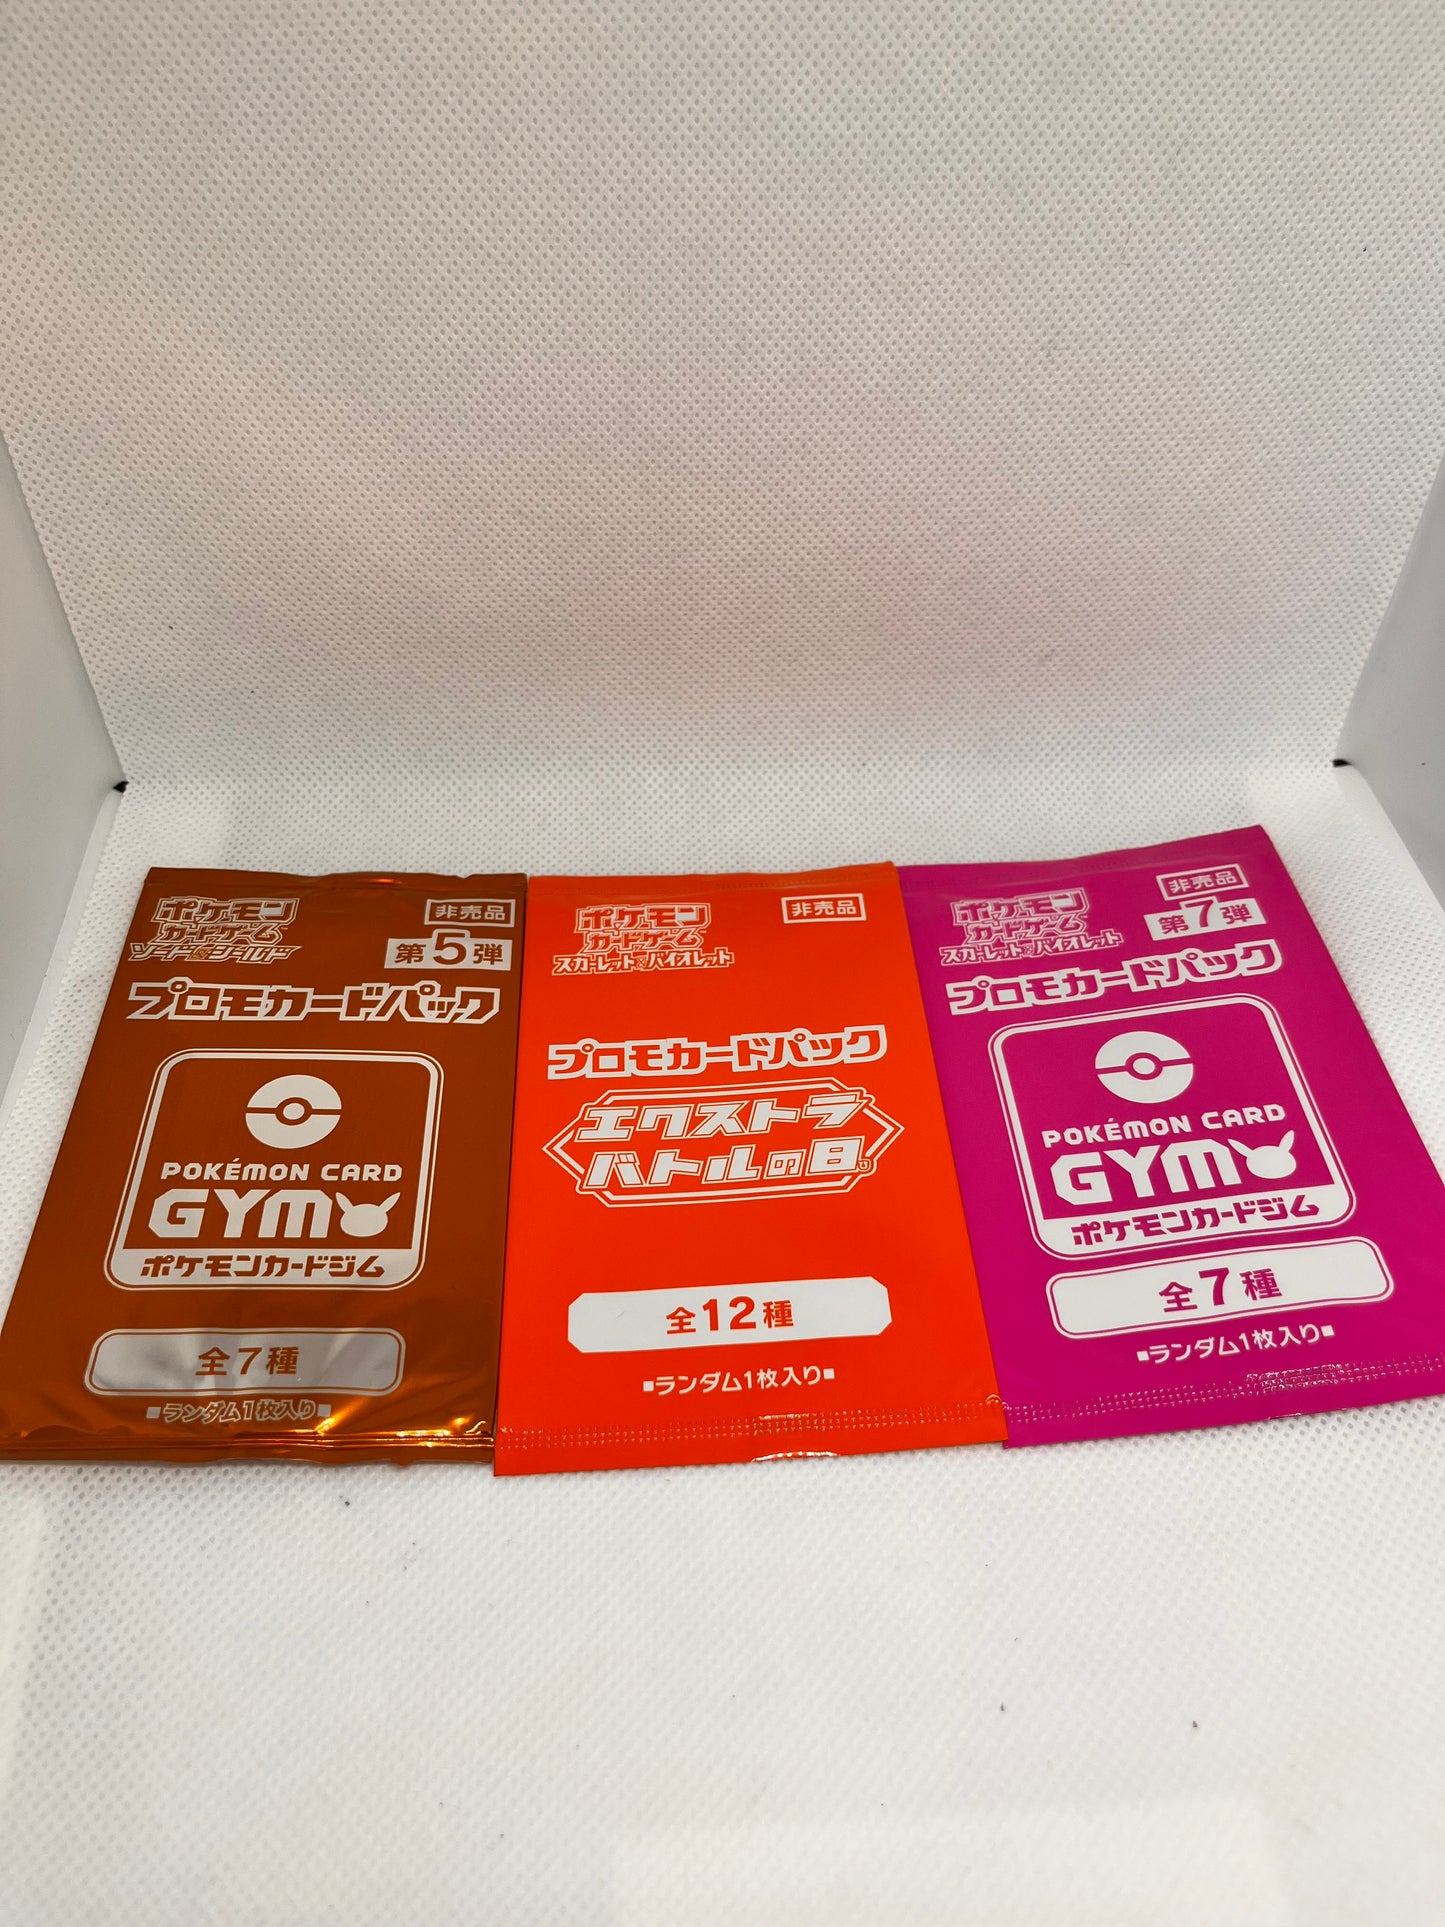 ポケモン
カードゲーム
ソード&シールド
非売品
第5弾
プロモカードパック
POKÉMON CARD
GYM
ポケモンカードジム
全7種
■ランダム1枚入り■
ポケモン
カードゲーム
スカーレット&バイオレット
非売品
プロモカードパック
エクストラ
バトルの日。
全12種
■ランダム1枚入り■
ポケモン
カードゲーム
スカーレット&バイオレット
非売品
第7弾
プロモカードパック
POKÉMON CARD
GYM
ポケモンカードジム
全7種
■ランダム1枚入り■